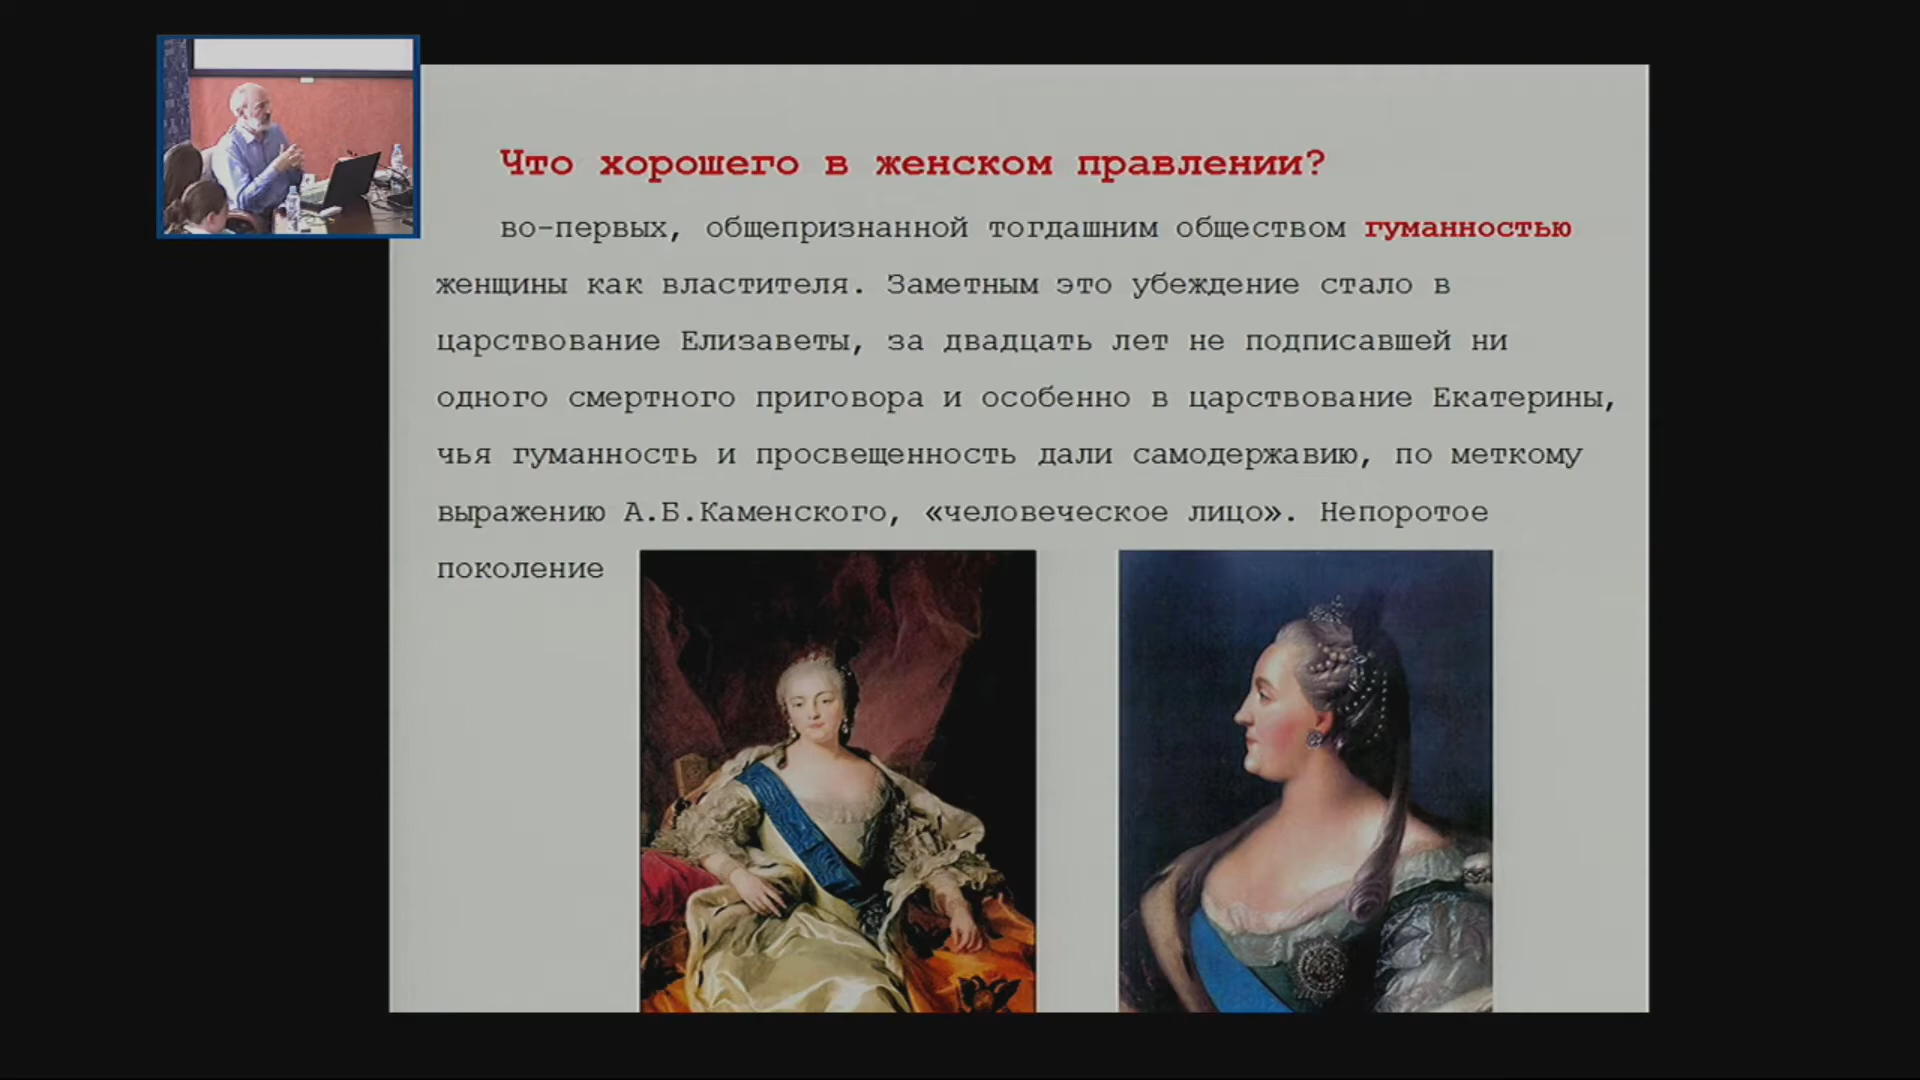 Что хорошего в женском правлении?
во-первых, общепризнанной тогдашним обществом гуманностью
женщины как властителя. Заметным это убеждение стало в
царствование Елизаветы, за двадцать лет не подписавшей ни
одного смертного приговора и особенно в царствование Екатерины,
чья гуманность и просвещенность дали самодержавию, по меткому
выражению А.Б.Каменского, «человеческое лицо». Непоротое
поколение